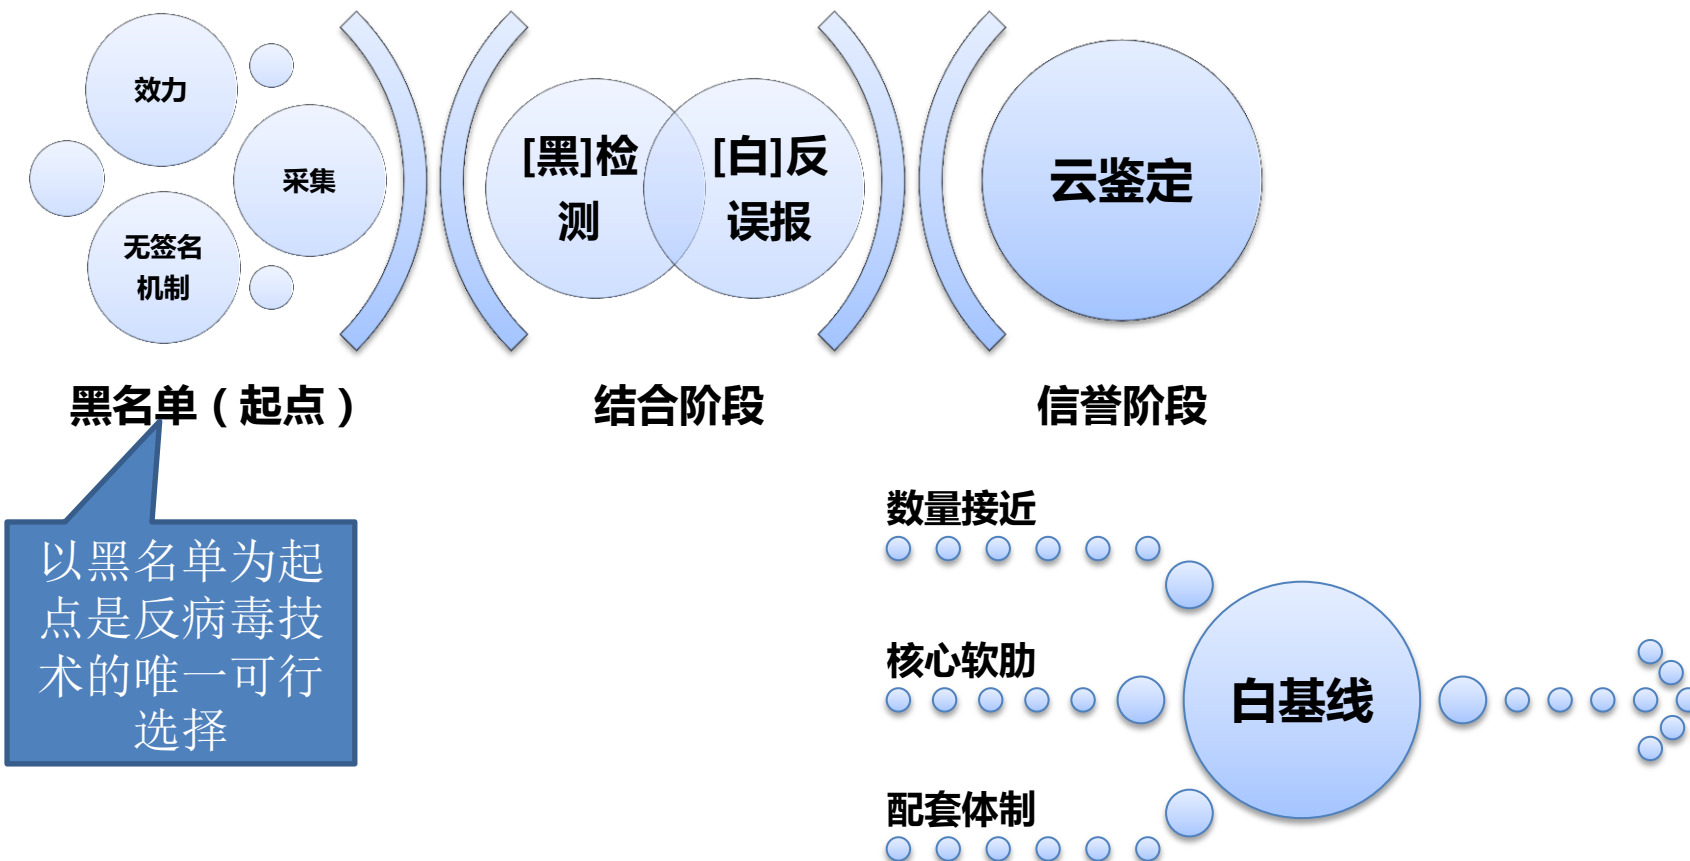 效力
采集
无签名
机制
[黑]检
测
[白]反
误报
云鉴定
黑名单（起点）
结合阶段
信誉阶段
以黑名单为起
点是反病毒技
术的唯一可行
选择
数量接近
核心软肋
配套体制
白基线